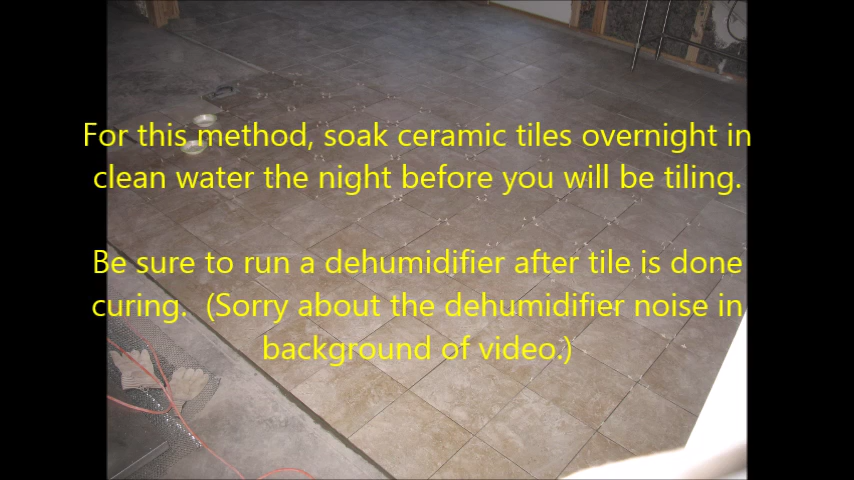 For this method, soak ceramic tiles overnight in
clean water the night before you will be tiling.
Be sure to run a dehumidifier after tile is done
curing.  (Sorry about the dehumidifier noise in
background of video.)